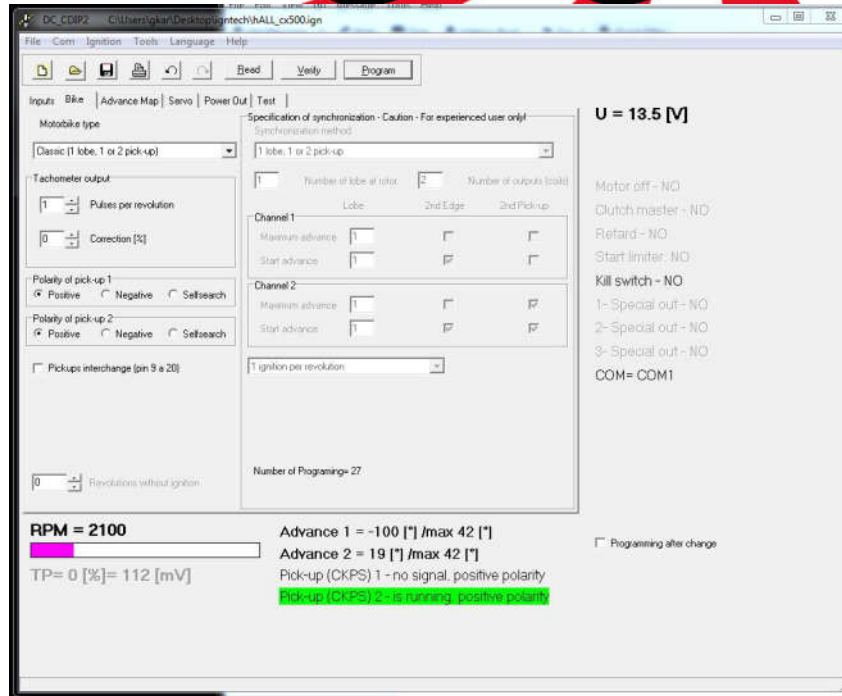 DC_CDIP2 C:\Users\gkar\Desktop\igntech\hALL_cx500.ign
File Com Ignition Tools Language Help
Read Verify Program
Inputs Bike Advance Map Servo Power Out Test
Motorbike type
Classic (1 lobe, 1 or 2 pick-up)
Tachometer output
1 Pulses per revolution
0 Correction [%]
Polarity of pick-up 1
Positive Negative Selfsearch
Polarity of pick-up 2
Positive Negative Selfsearch
Pickups interchange (pin 9 a 20)
0 Revolutions without ignition
Specification of synchronization - Caution - For experienced user only!
Synchronization method
1 lobe, 1 or 2 pick-up
1 Number of lobe at rotor 2 Number of outputs (coils)
Lobe 2nd Edge 2nd Pick-up
Channel 1
Maximum advance 1
Start advance 1
Channel 2
Maximum advance 1
Start advance 1
1 ignition per revolution
Number of Programing= 27
U = 13.5 [V]
Motor off - NO
Clutch master - NO
Retard - NO
Start limiter: NO
Kill switch - NO
1- Special out - NO
2- Special out - NO
3- Special out - NO
COM= COM1
Programming after change
RPM = 2100
TP= 0 [%]= 112 [mV]
Advance 1 = -100 [°] /max 42 [°]
Advance 2 = 19 [°] /max 42 [°]
Pick-up (CKPS) 1 - no signal, positive polarity
Pick-up (CKPS) 2 - is running, positive polarity